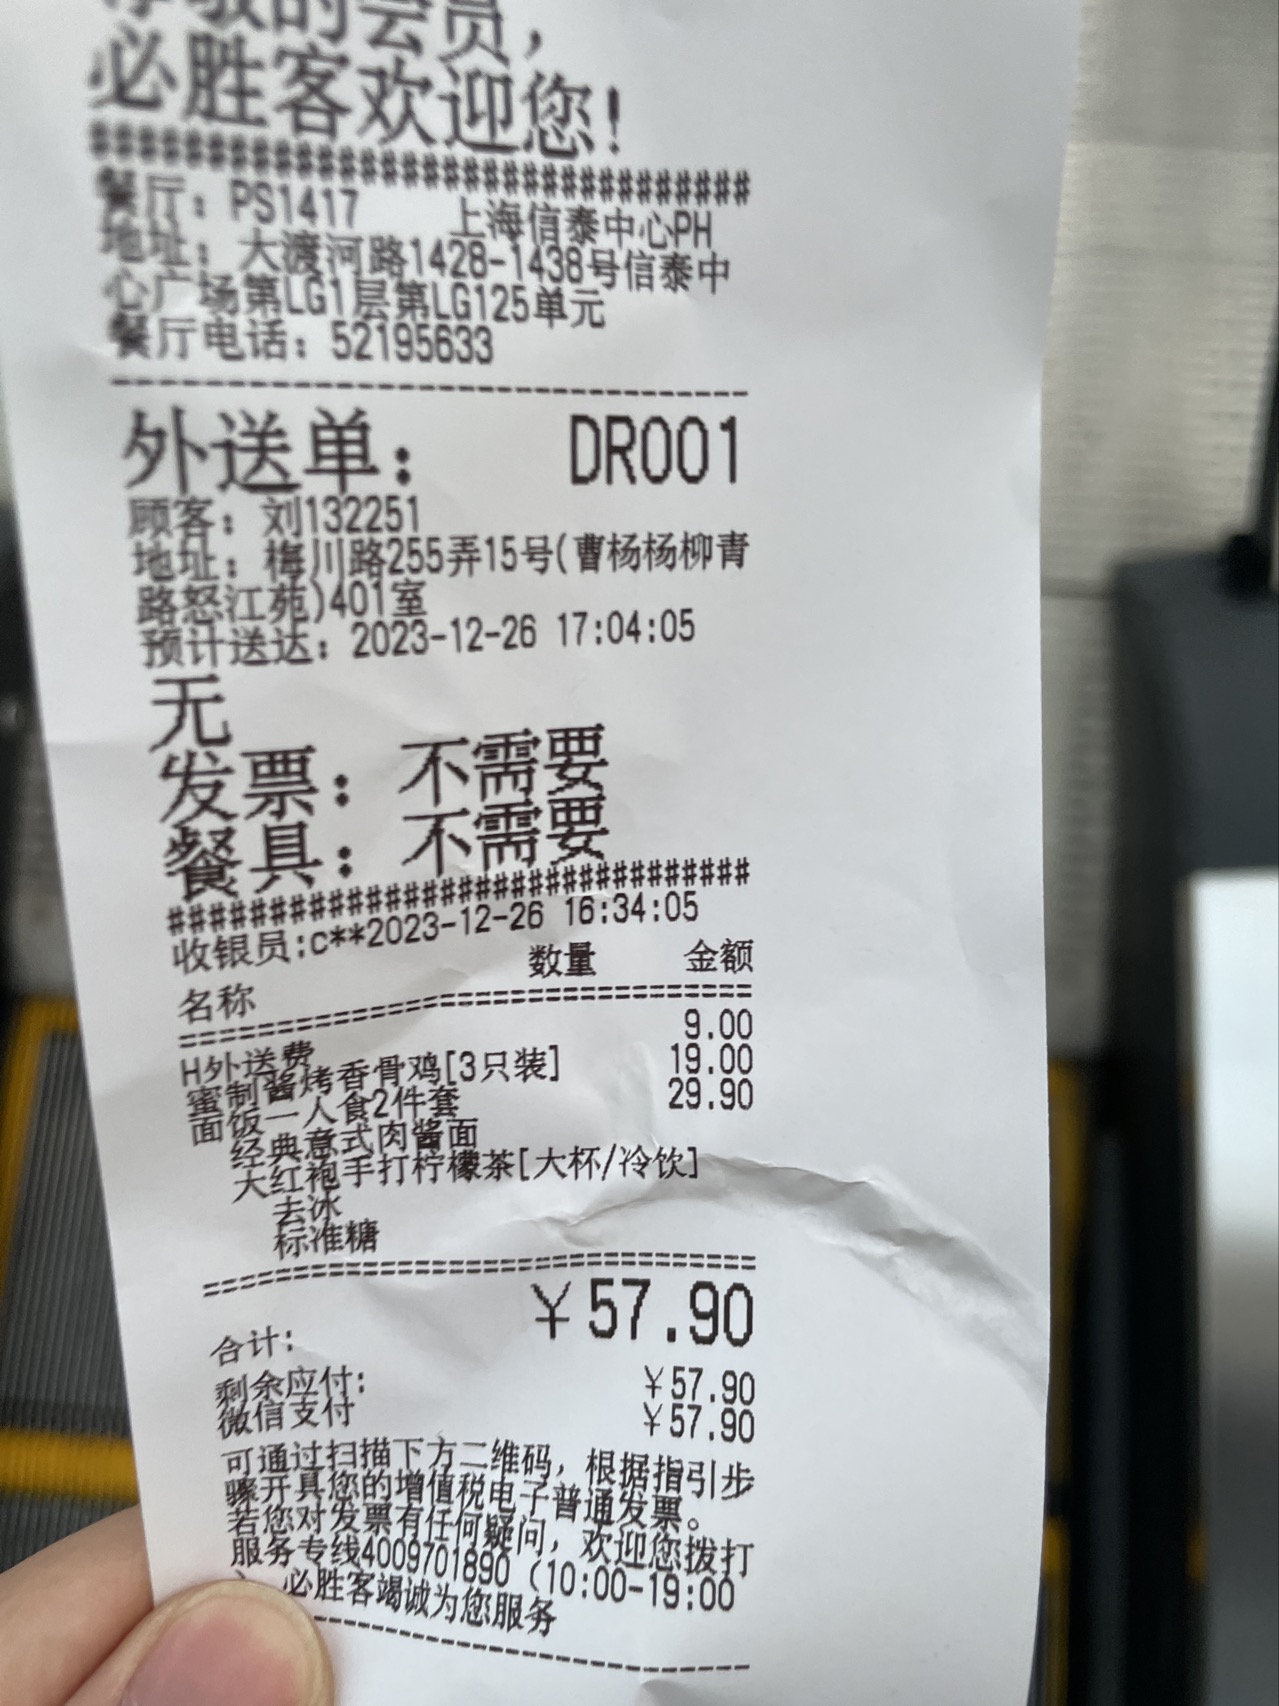 尊敬的会员，
必胜客欢迎您！
######################################
餐厅：PS1417 上海信泰中心PH
地址：大渡河路1428-1438号信泰中
心广场第LG1层第LG125单元
餐厅电话：52195633
--------------------------------------
外送单： DR001
顾客：刘132251
地址：梅川路255弄15号(曹杨杨柳青
路怒江苑)401室
预计送达：2023-12-26 17:04:05
无
发票：不需要
餐具：不需要
######################################
收银员:c**2023-12-26 16:34:05
数量 金额
名称
======================================
H外送费 9.00
蜜制酱烤香骨鸡[3只装] 19.00
面饭一人食2件套 29.90
经典意式肉酱面
大红袍手打柠檬茶[大杯/冷饮]
去冰
标准糖
======================================
合计: ￥57.90
剩余应付: ￥57.90
微信支付 ￥57.90
可通过扫描下方二维码，根据指引步
骤开具您的增值税电子普通发票。
若您对发票有任何疑问，欢迎您拨打
服务专线4009701890（10:00-19:00
必胜客竭诚为您服务
--------------------------------------